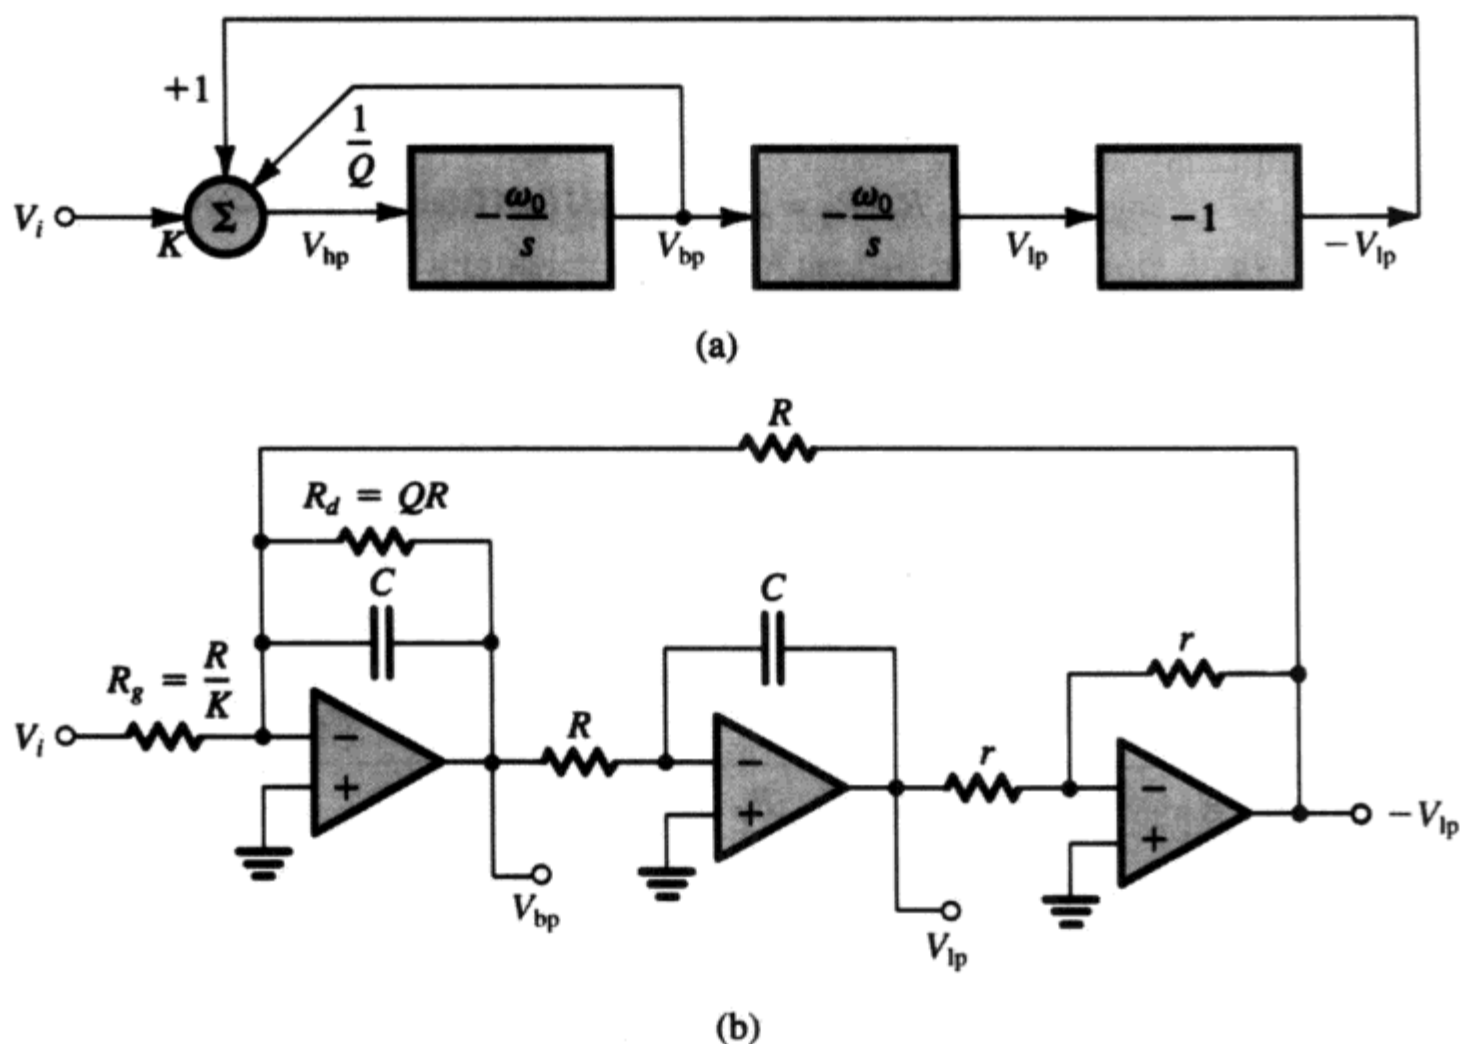 +1
1/Q
V_i
K
Σ
V_hp
-ω_0/s
V_bp
-ω_0/s
V_lp
-1
-V_lp
(a)
R
R_d = QR
C
C
R_g = R/K
r
V_i
−
+
R
−
+
r
−
+
-V_lp
V_bp
V_lp
(b)